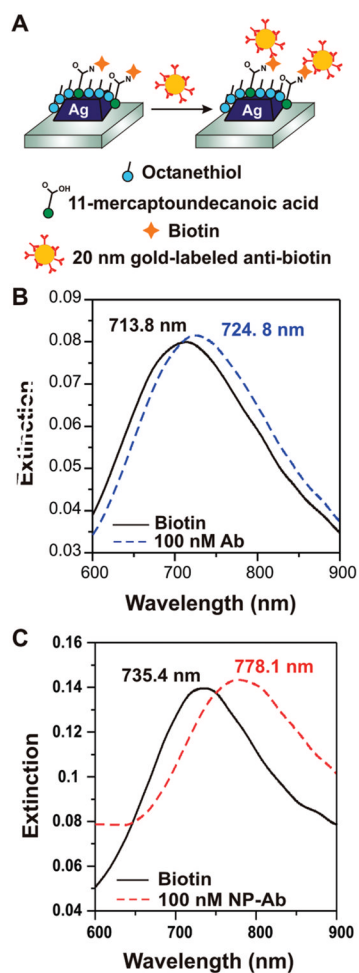 A
O
N
O
N
Ag
O
N
O
N
Ag
Octanethiol
O
OH
11-mercaptoundecanoic acid
Biotin
20 nm gold-labeled anti-biotin
B
0.09
713.8 nm
724. 8 nm
0.08
0.07
0.06
0.05
0.04
0.03
Extinction
Biotin
100 nM Ab
600
700
800
900
Wavelength (nm)
C
0.16
735.4 nm
778.1 nm
0.14
0.12
0.1
0.08
0.06
0.04
Extinction
Biotin
100 nM NP-Ab
600
700
800
900
Wavelength (nm)